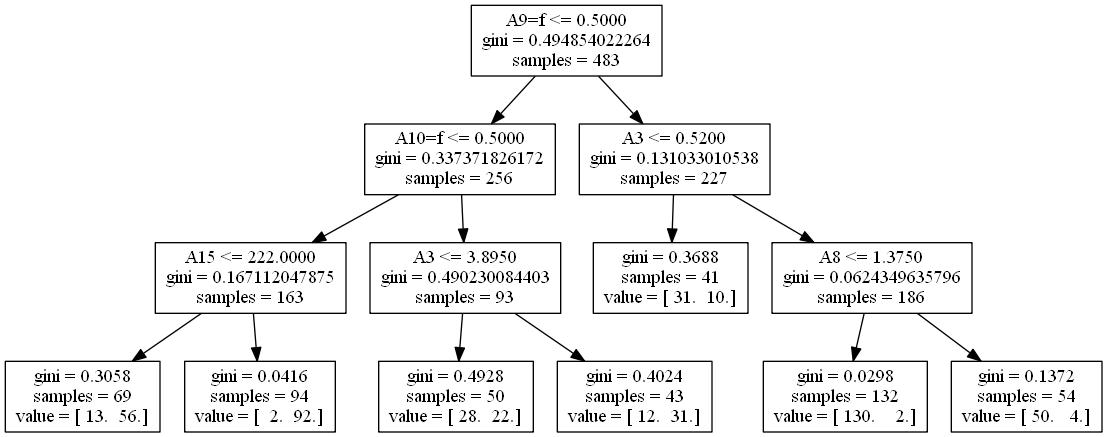 A9=f <= 0.5000
gini = 0.494854022264
samples = 483
A10=f <= 0.5000
gini = 0.337371826172
samples = 256
A3 <= 0.5200
gini = 0.131033010538
samples = 227
A15 <= 222.0000
gini = 0.167112047875
samples = 163
A3 <= 3.8950
gini = 0.490230084403
samples = 93
gini = 0.3688
samples = 41
value = [ 31. 10.]
A8 <= 1.3750
gini = 0.0624349635796
samples = 186
gini = 0.3058
samples = 69
value = [ 13. 56.]
gini = 0.0416
samples = 94
value = [ 2. 92.]
gini = 0.4928
samples = 50
value = [ 28. 22.]
gini = 0.4024
samples = 43
value = [ 12. 31.]
gini = 0.0298
samples = 132
value = [ 130. 2.]
gini = 0.1372
samples = 54
value = [ 50. 4.]